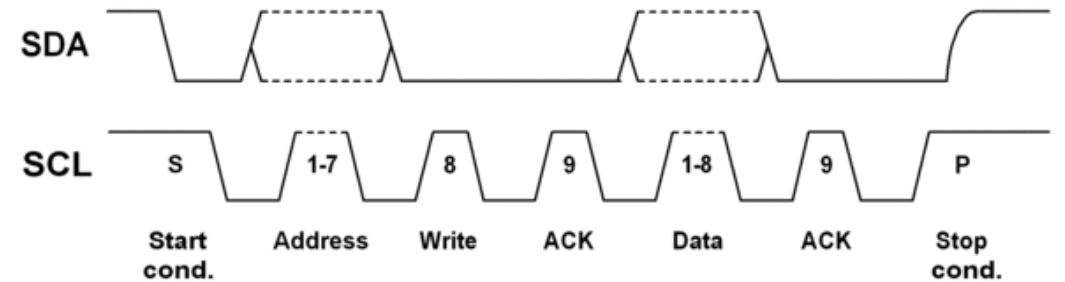 SDA
SCL S 1-7 8 9 1-8 9 P
Start Address Write ACK Data ACK Stop
cond. cond.